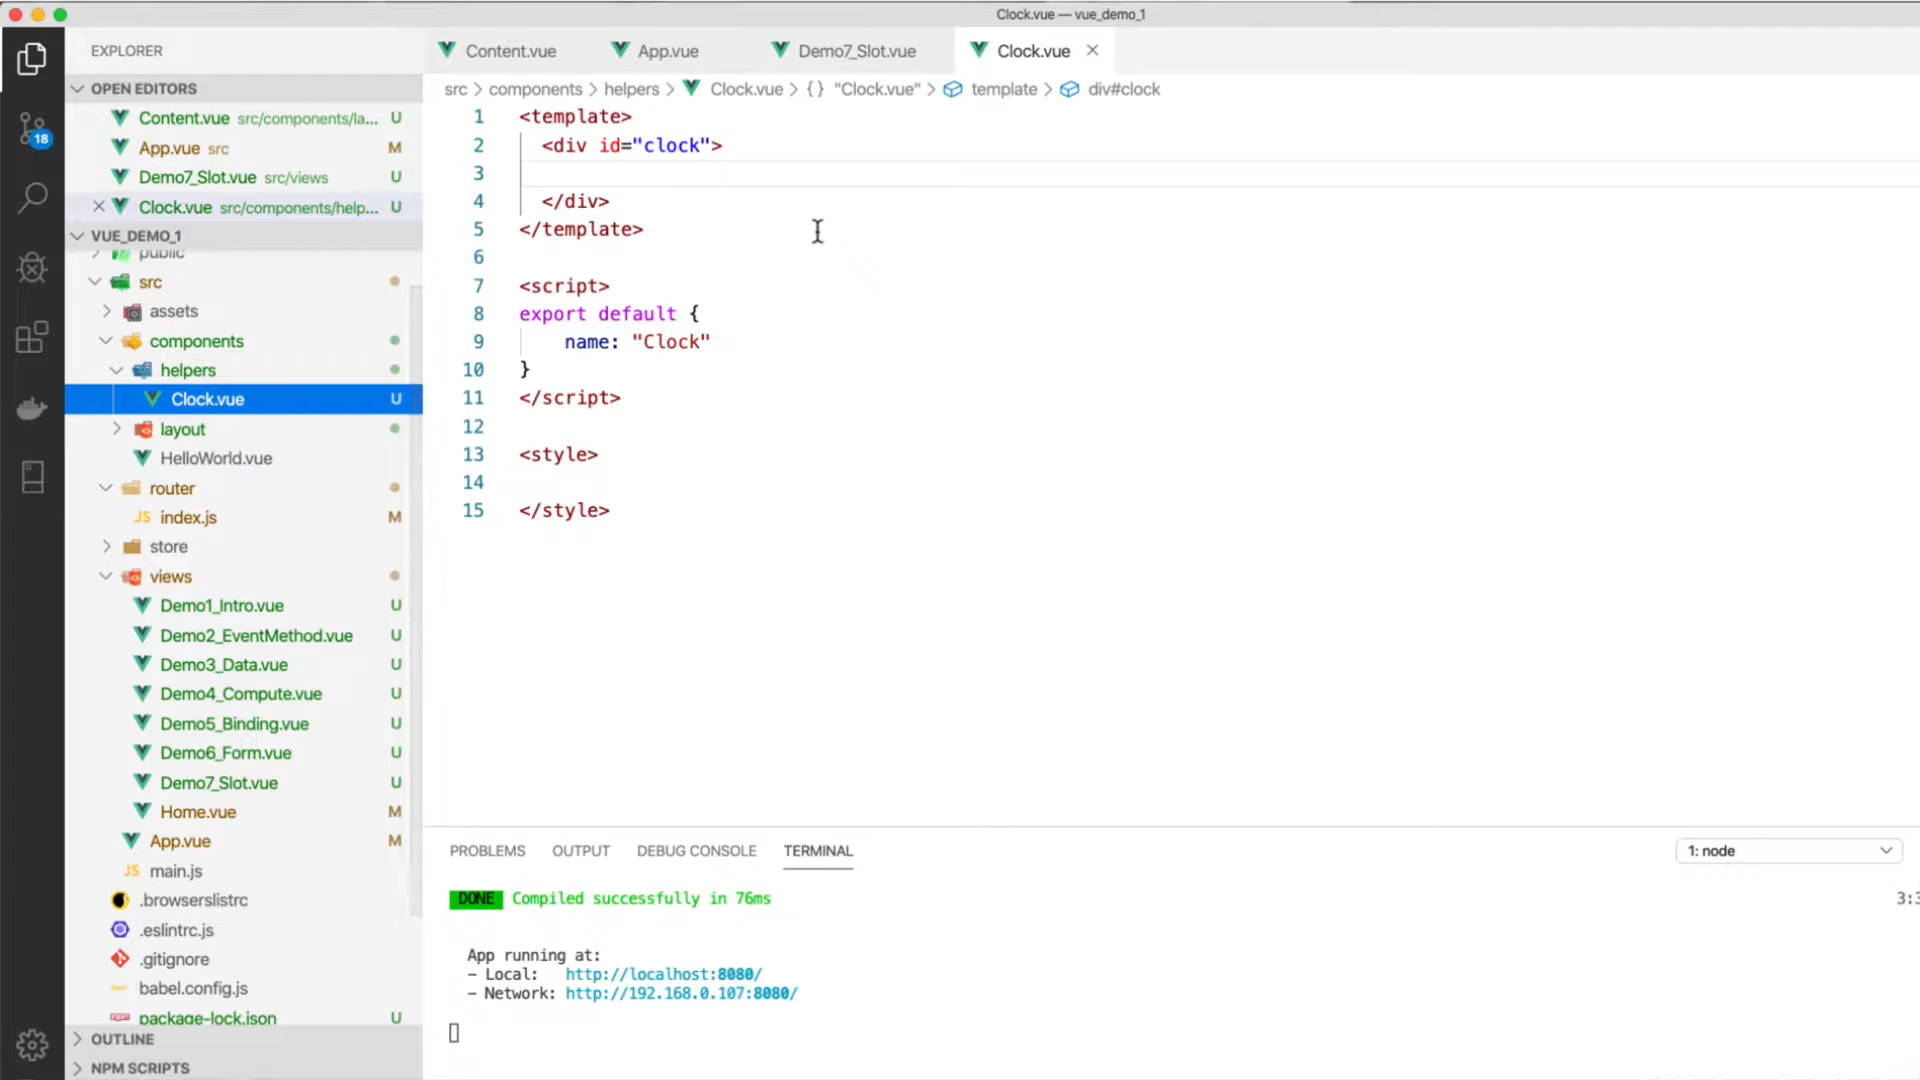 Clock.vue — vue_demo_1
EXPLORER
OPEN EDITORS
Content.vue src/components/la... U
App.vue src M
Demo7_Slot.vue src/views U
Clock.vue src/components/help... U
VUE_DEMO_1
public
src
assets
components
helpers
Clock.vue U
layout
HelloWorld.vue
router
JS index.js M
store
views
Demo1_Intro.vue U
Demo2_EventMethod.vue U
Demo3_Data.vue U
Demo4_Compute.vue U
Demo5_Binding.vue U
Demo6_Form.vue U
Demo7_Slot.vue U
Home.vue M
App.vue M
JS main.js
.browserslistrc
.eslintrc.js
.gitignore
babel.config.js
package-lock.json U
OUTLINE
NPM SCRIPTS
18
Content.vue App.vue Demo7_Slot.vue Clock.vue
src > components > helpers > Clock.vue > {} "Clock.vue" > template > div#clock
1 <template>
2 <div id="clock">
3
4 </div>
5 </template>
6
7 <script>
8 export default {
9 name: "Clock"
10 }
11 </script>
12
13 <style>
14
15 </style>
PROBLEMS OUTPUT DEBUG CONSOLE TERMINAL 1: node
DONE Compiled successfully in 76ms
App running at:
- Local: http://localhost:8080/
- Network: http://192.168.0.107:8080/